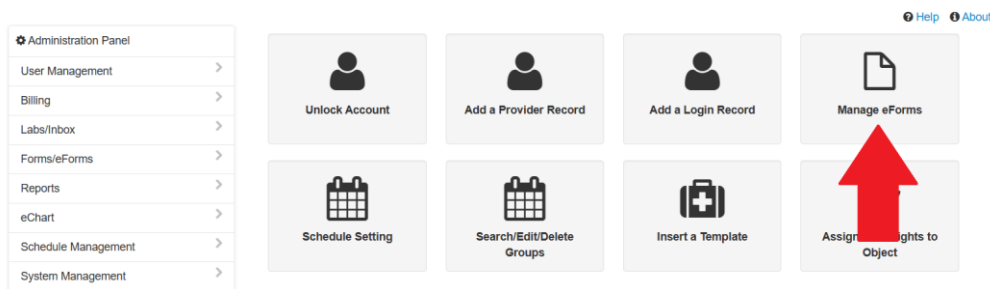 Help About
Administration Panel
User Management
Billing
Labs/Inbox
Forms/eForms
Reports
eChart
Schedule Management
System Management
Unlock Account
Add a Provider Record
Add a Login Record
Manage eForms
Schedule Setting
Search/Edit/Delete
Groups
Insert a Template
Assign ights to
Object